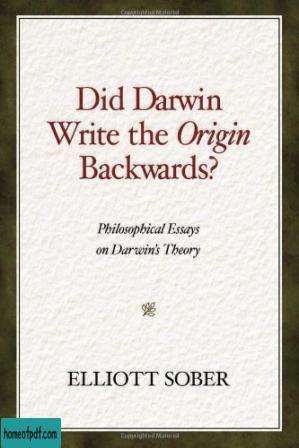 Did Darwin
Write the Origin
Backwards?
Philosophical Essays
on Darwin's Theory
ELLIOTT SOBER
homeofpdf.com